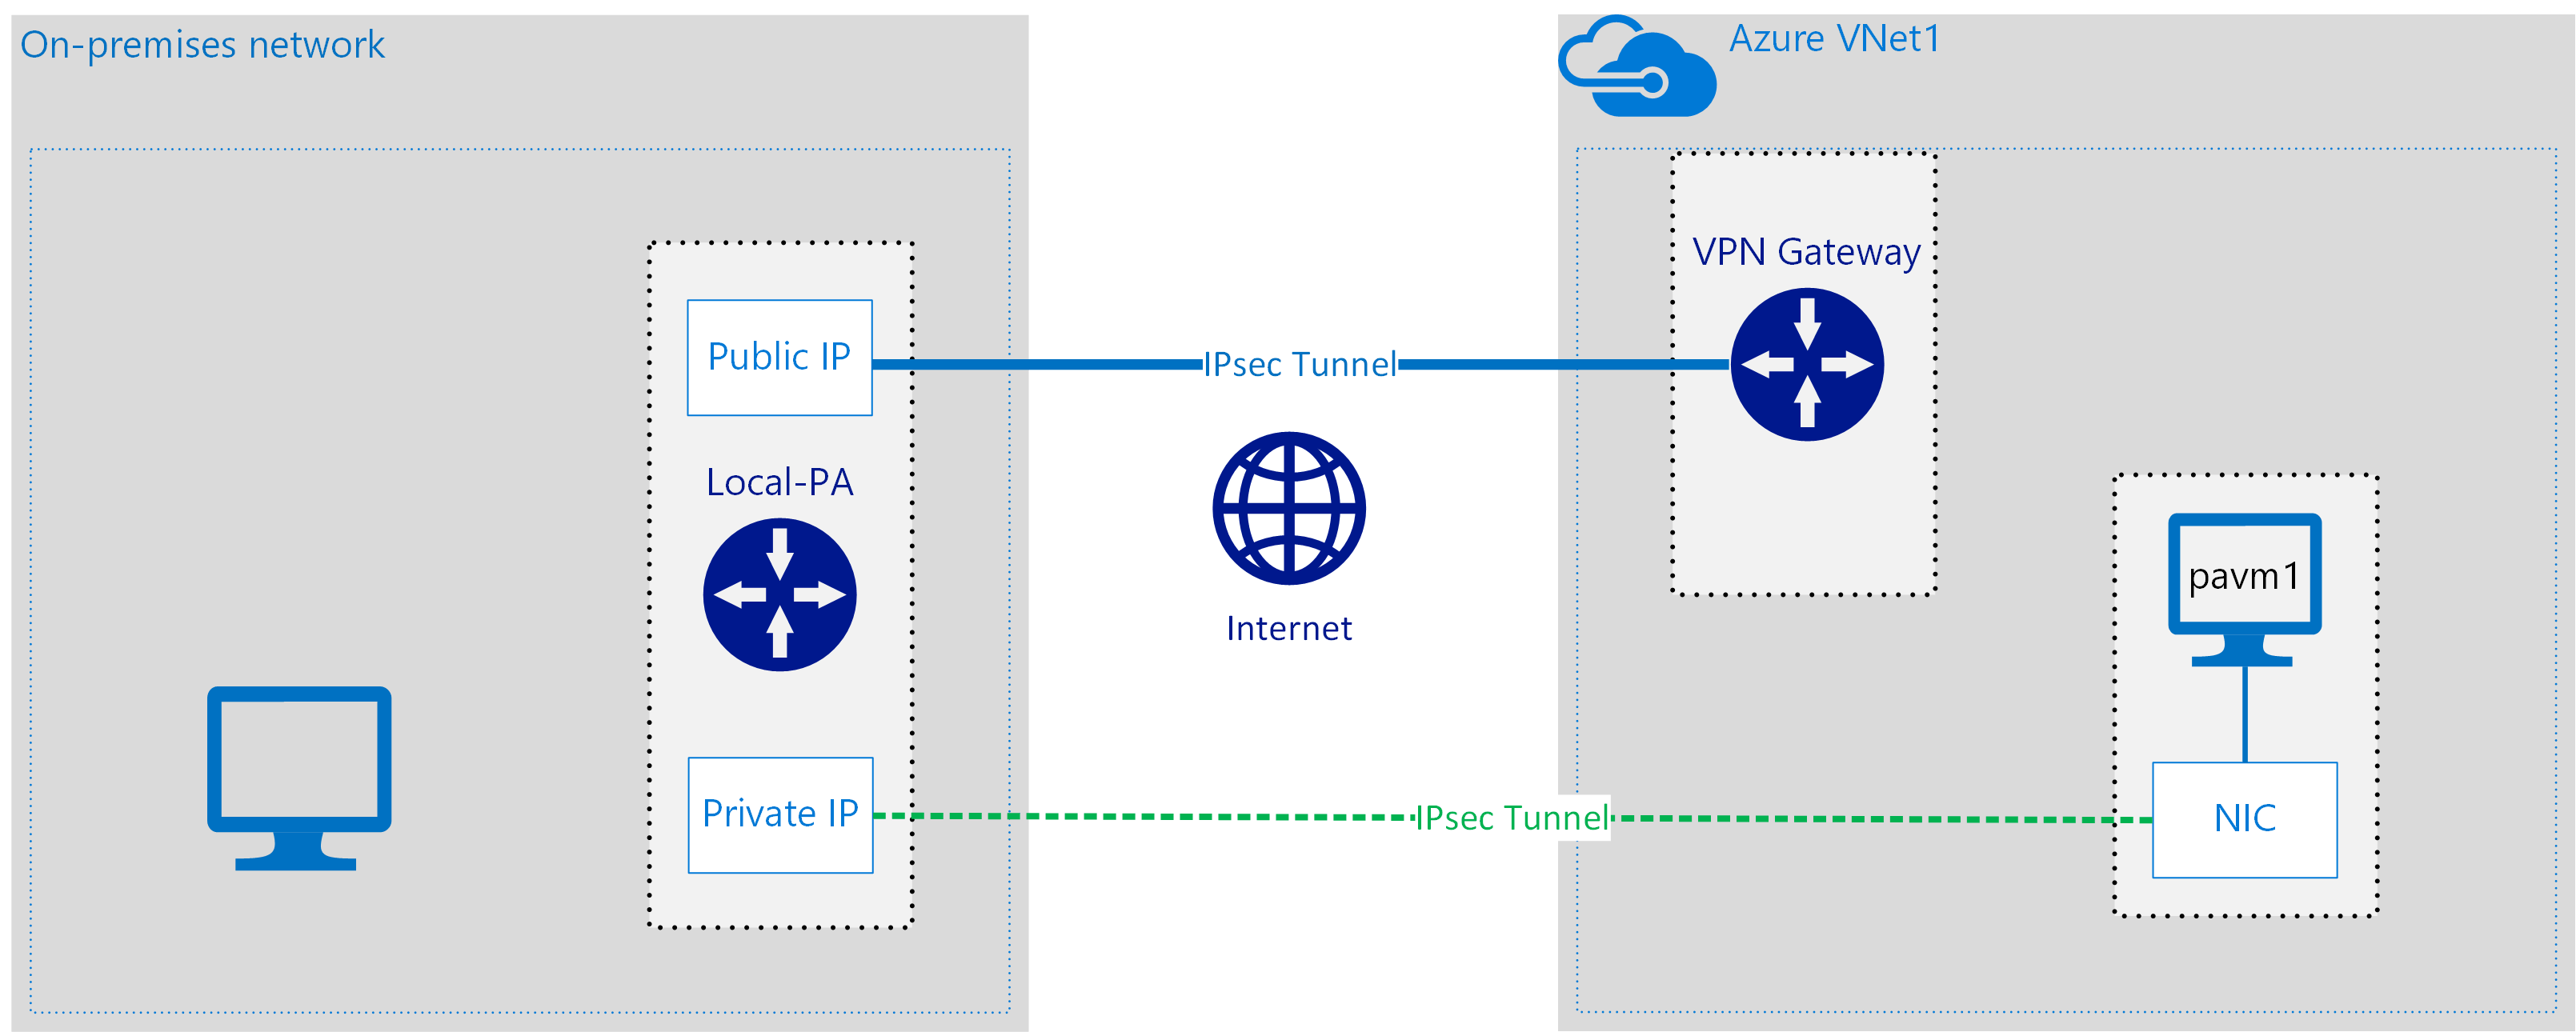 On-premises network
Azure VNet1
VPN Gateway
Public IP
IPsec Tunnel
Local-PA
Internet
pavm1
Private IP
IPsec Tunnel
NIC